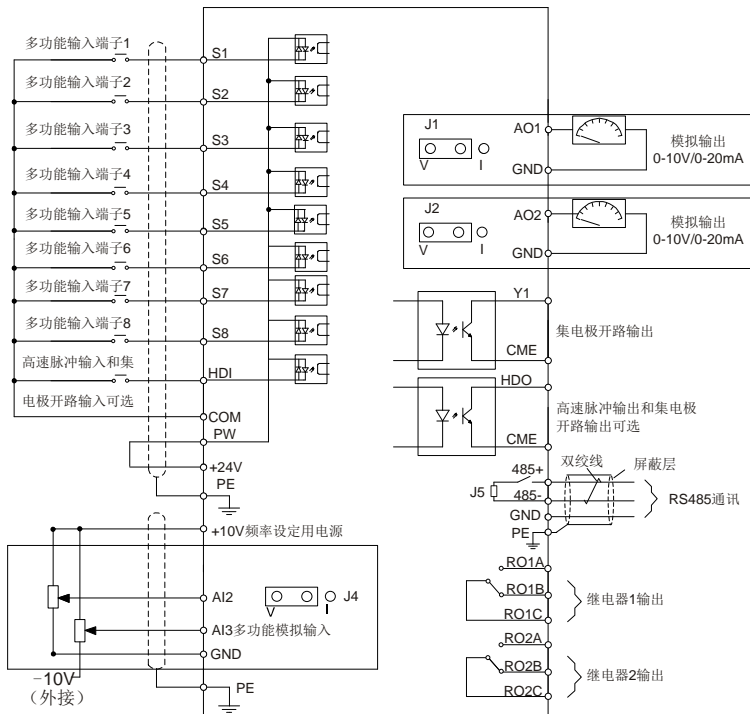 多功能输入端子1
S1
多功能输入端子2
S2
多功能输入端子3
S3
多功能输入端子4
S4
多功能输入端子5
S5
多功能输入端子6
S6
多功能输入端子7
S7
多功能输入端子8
S8
高速脉冲输入和集
电极开路输入可选
HDI
COM
PW
+24V
PE
+10V频率设定用电源
AI2
V
I
J4
AI3多功能模拟输入
GND
-10V
（外接）
PE
J1
V
I
AO1
GND
模拟输出
0-10V/0-20mA
J2
V
I
AO2
GND
模拟输出
0-10V/0-20mA
Y1
CME
集电极开路输出
HDO
CME
高速脉冲输出和集电极
开路输出可选
双绞线
屏蔽层
485+
J5
485-
GND
PE
RS485通讯
RO1A
RO1B
RO1C
继电器1输出
RO2A
RO2B
RO2C
继电器2输出